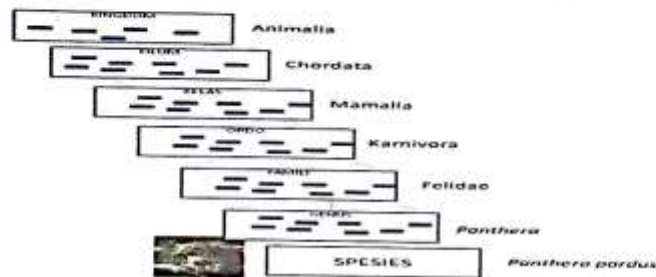 KINGDOM
Animalia
FILUM
Chordata
KELAS
Mamalia
ORDO
Karnivora
FAMILI
Felidae
GENUS
Panthera
SPESIES
Panthera pardus